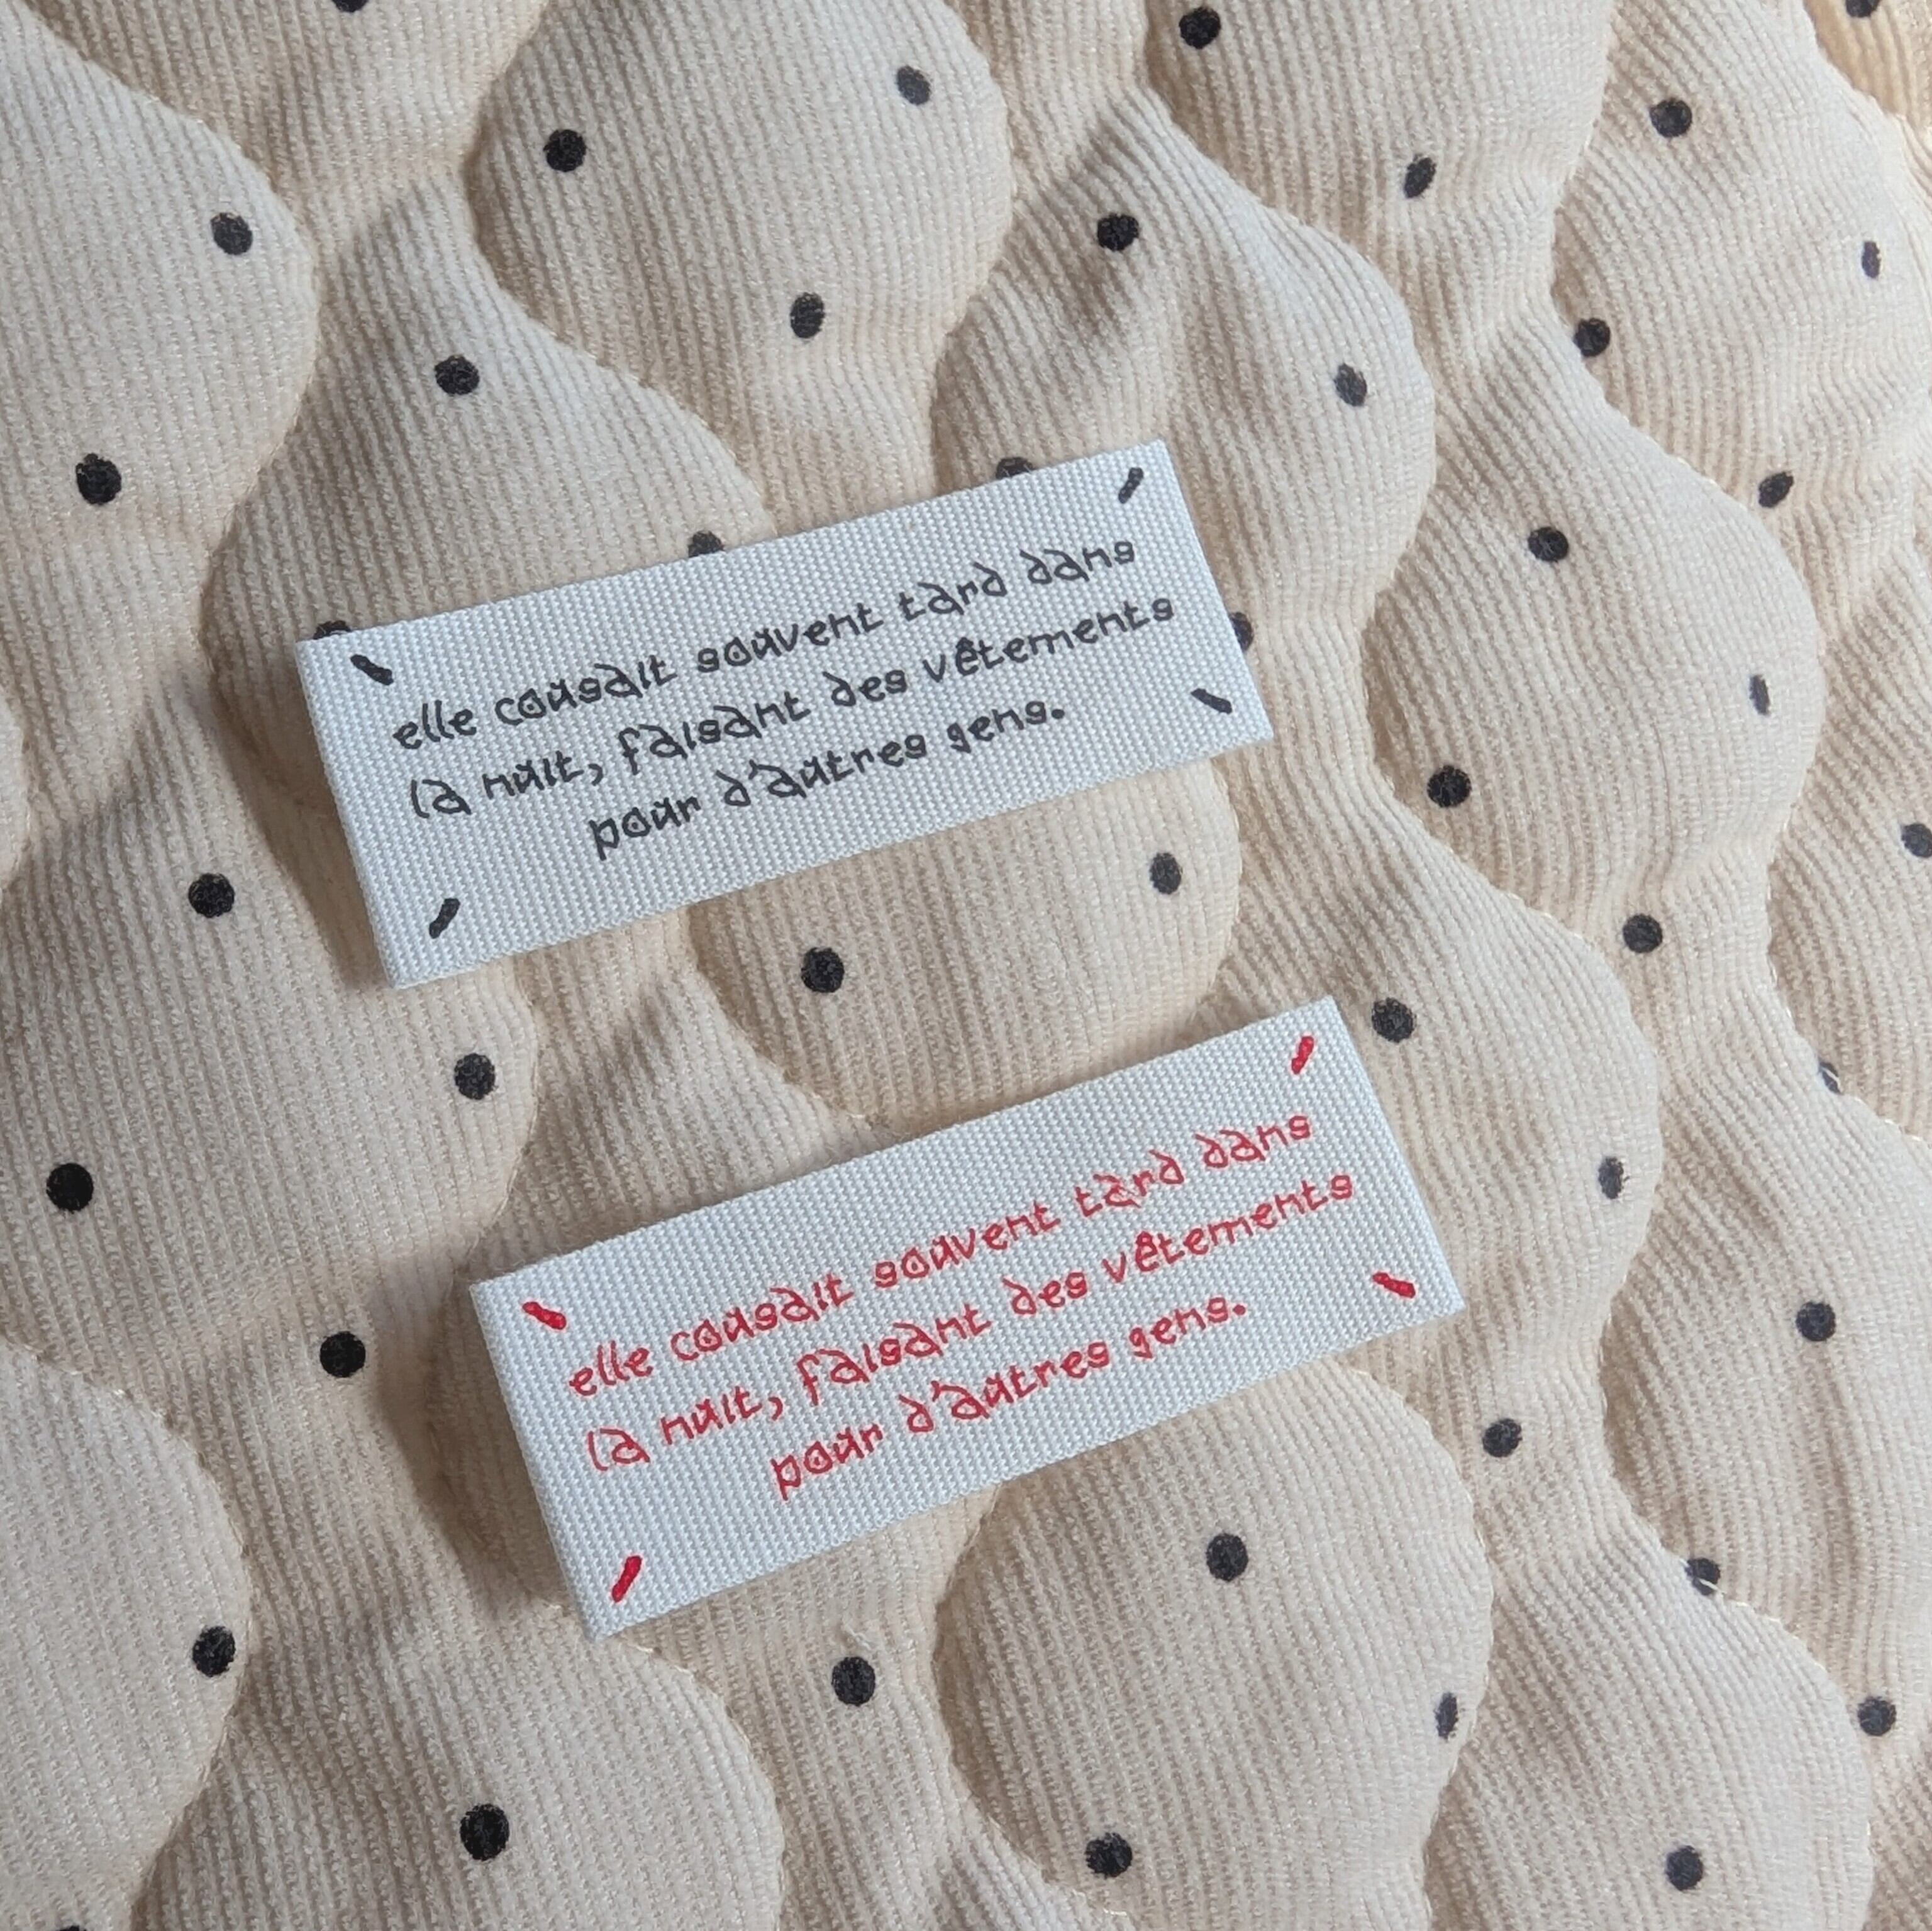 elle cousait souvent tard dans
la nuit, faisant des vêtements
pour d'autres gens.
elle cousait souvent tard dans
la nuit, faisant des vêtements
pour d'autres gens.